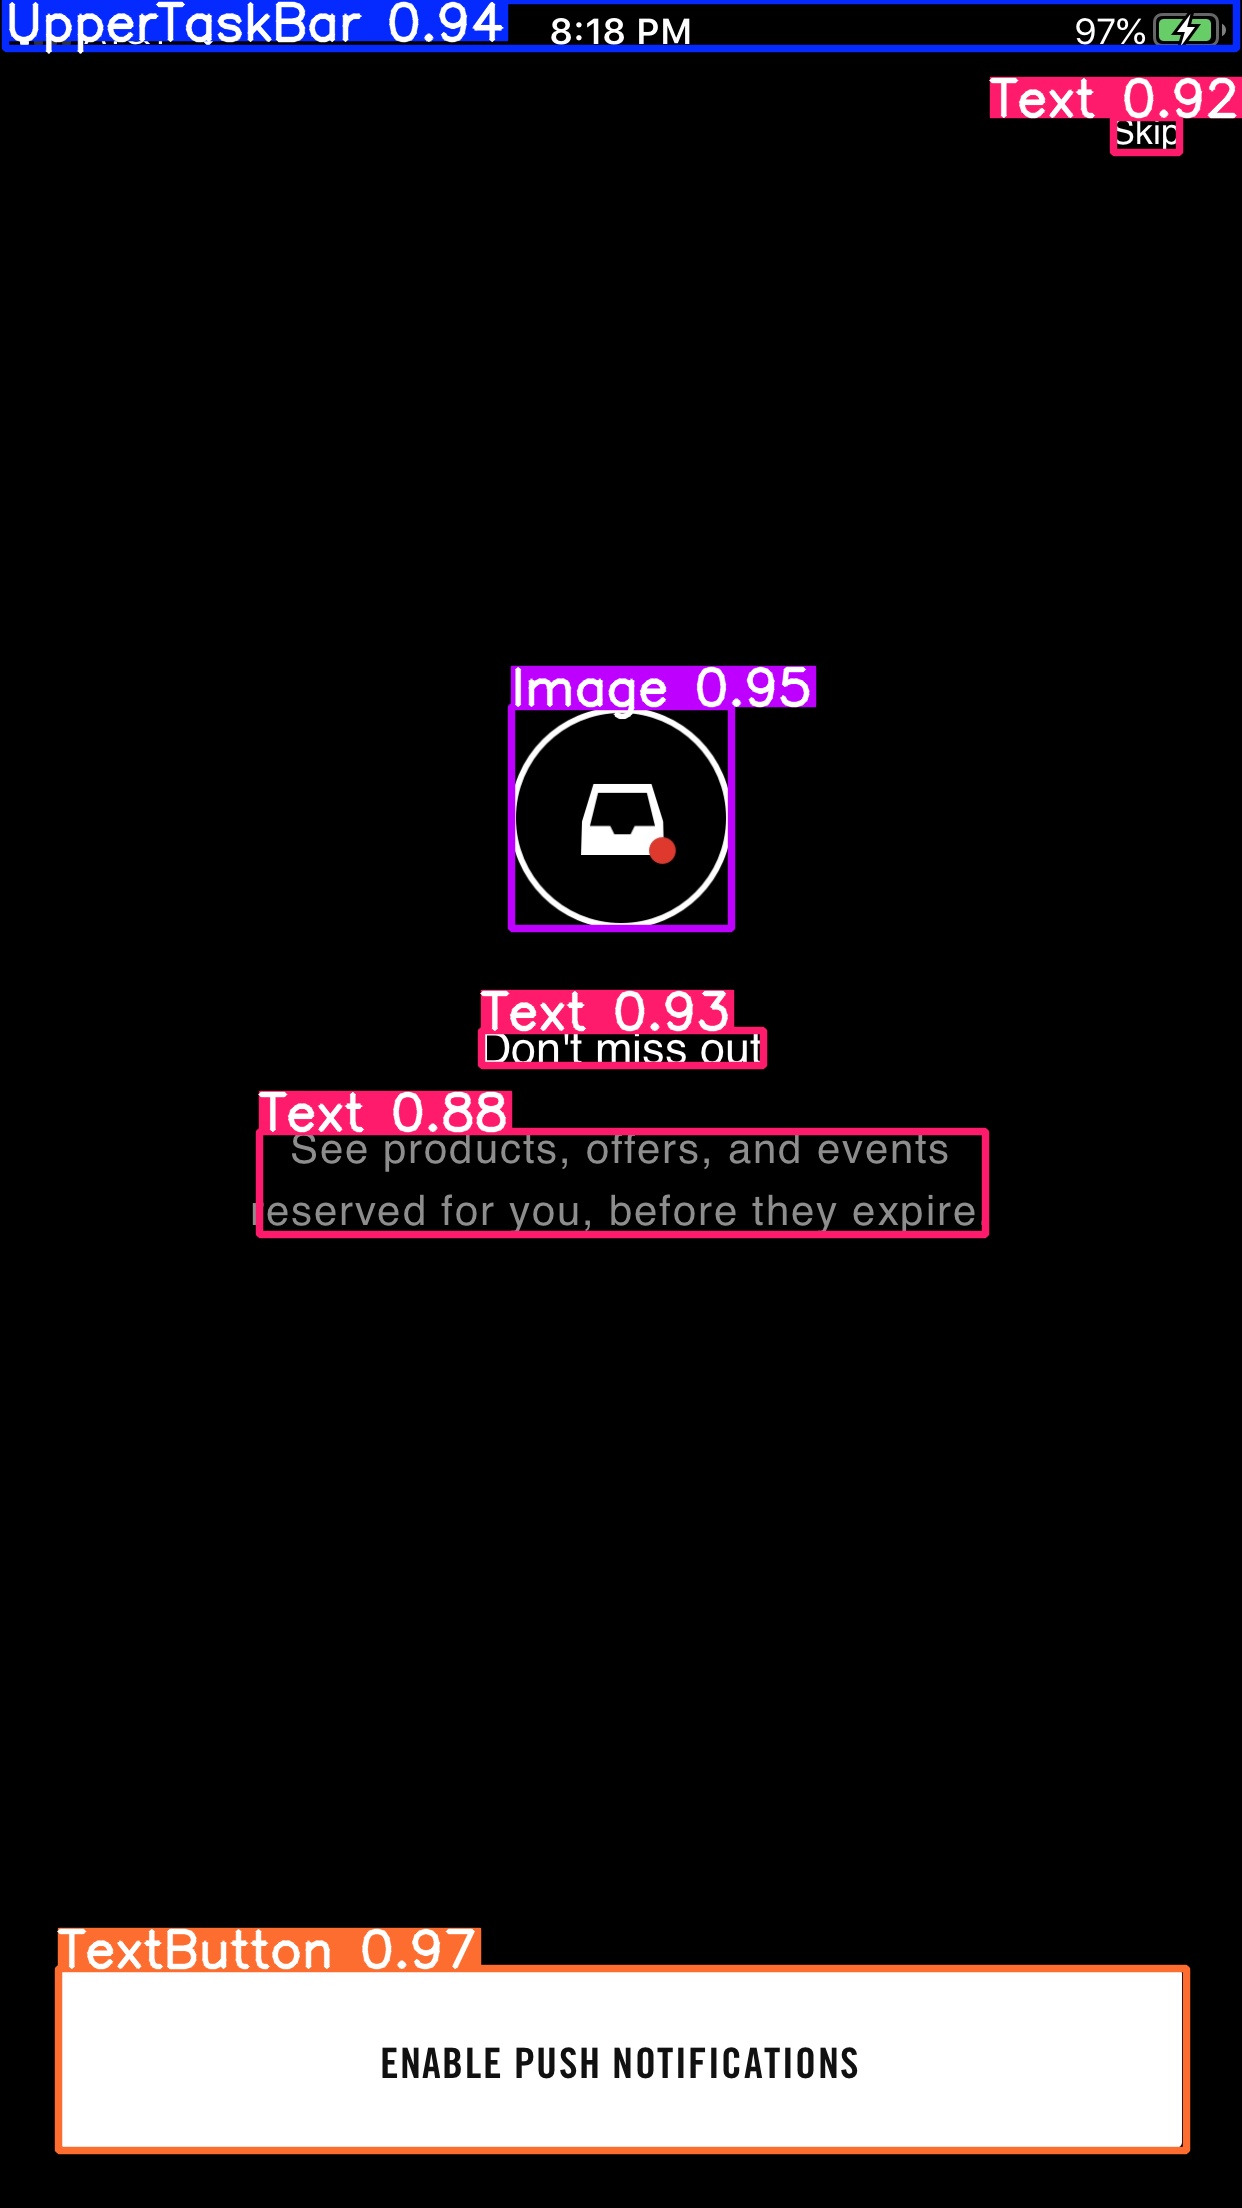 UpperTaskBar 0.94
8:18 PM
97%
Text 0.92
Skip
Image 0.95
Text 0.93
Don't miss out
Text 0.88
See products, offers, and events
reserved for you, before they expire
TextButton 0.97
ENABLE PUSH NOTIFICATIONS